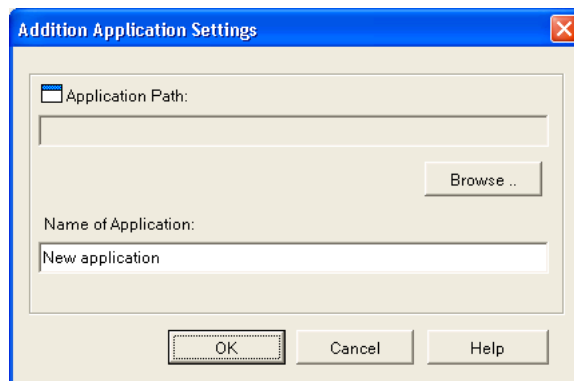 Addition Application Settings
Application Path:
Browse ..
Name of Application:
New application
OK Cancel Help